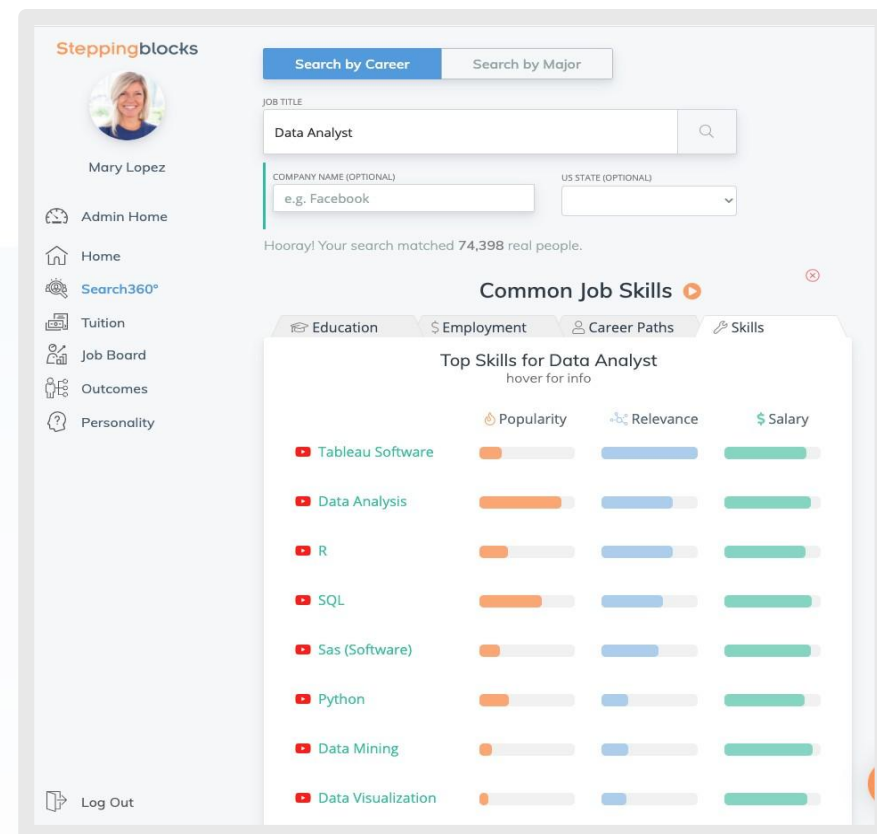 Steppingblocks
Mary Lopez
Admin Home
Home
Search360°
Tuition
Job Board
Outcomes
Personality
Log Out
Search by Career
Search by Major
JOB TITLE
Data Analyst
COMPANY NAME (OPTIONAL)
e.g. Facebook
US STATE (OPTIONAL)
Hooray! Your search matched 74,398 real people.
Common Job Skills
Education
$ Employment
Career Paths
Skills
Top Skills for Data Analyst
hover for info
Popularity
Relevance
$ Salary
Tableau Software
Data Analysis
R
SQL
Sas (Software)
Python
Data Mining
Data Visualization